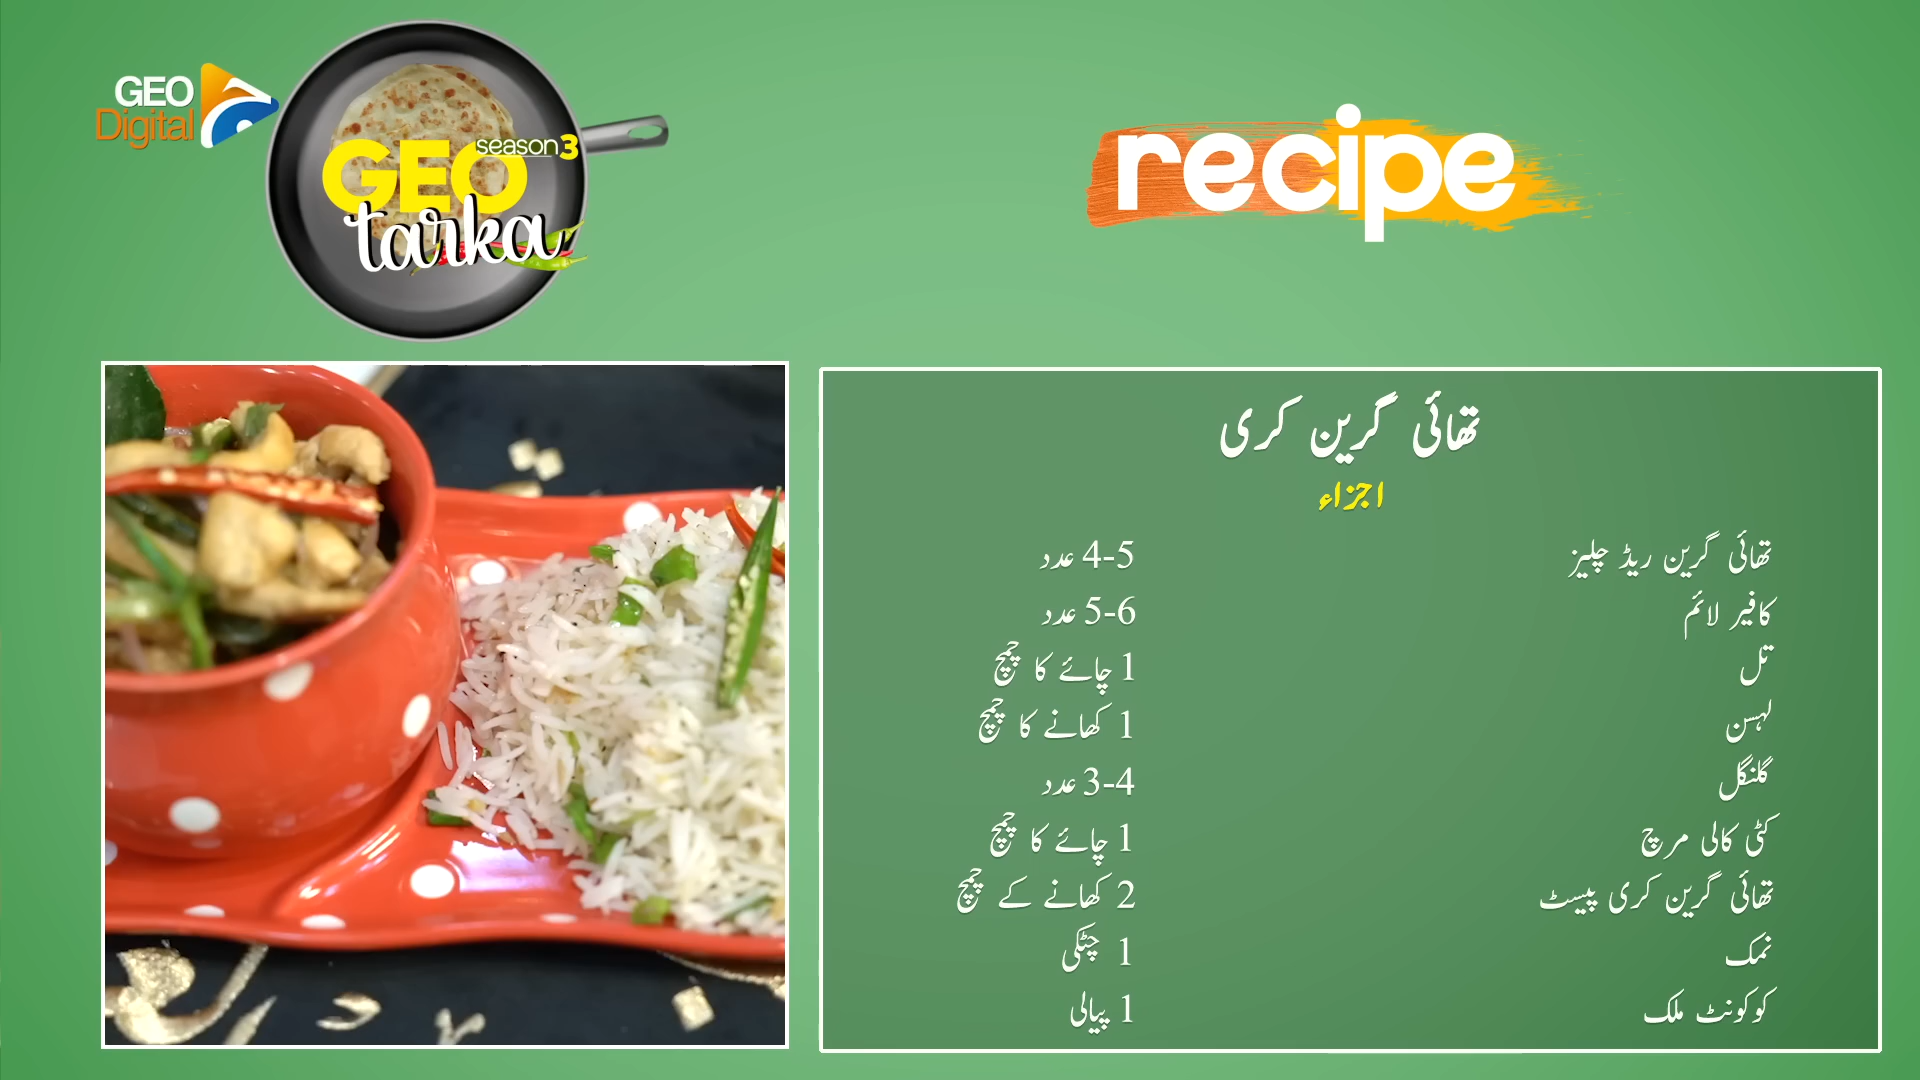 GEO
Digital
season 3
GEO
tarka
recipe
تھائی گرین کری
اجزاء
تھائی گرین ریڈ چلیز 4-5 عدد
کافیر لائم 5-6 عدد
تل 1 چائے کا چمچ
لہسن 1 کھانے کا چمچ
گلنگل 3-4 عدد
کٹی کالی مرچ 1 چائے کا چمچ
تھائی گرین کری پیسٹ 2 کھانے کے چمچ
نمک 1 چٹکی
کوکونٹ ملک 1 پیالی